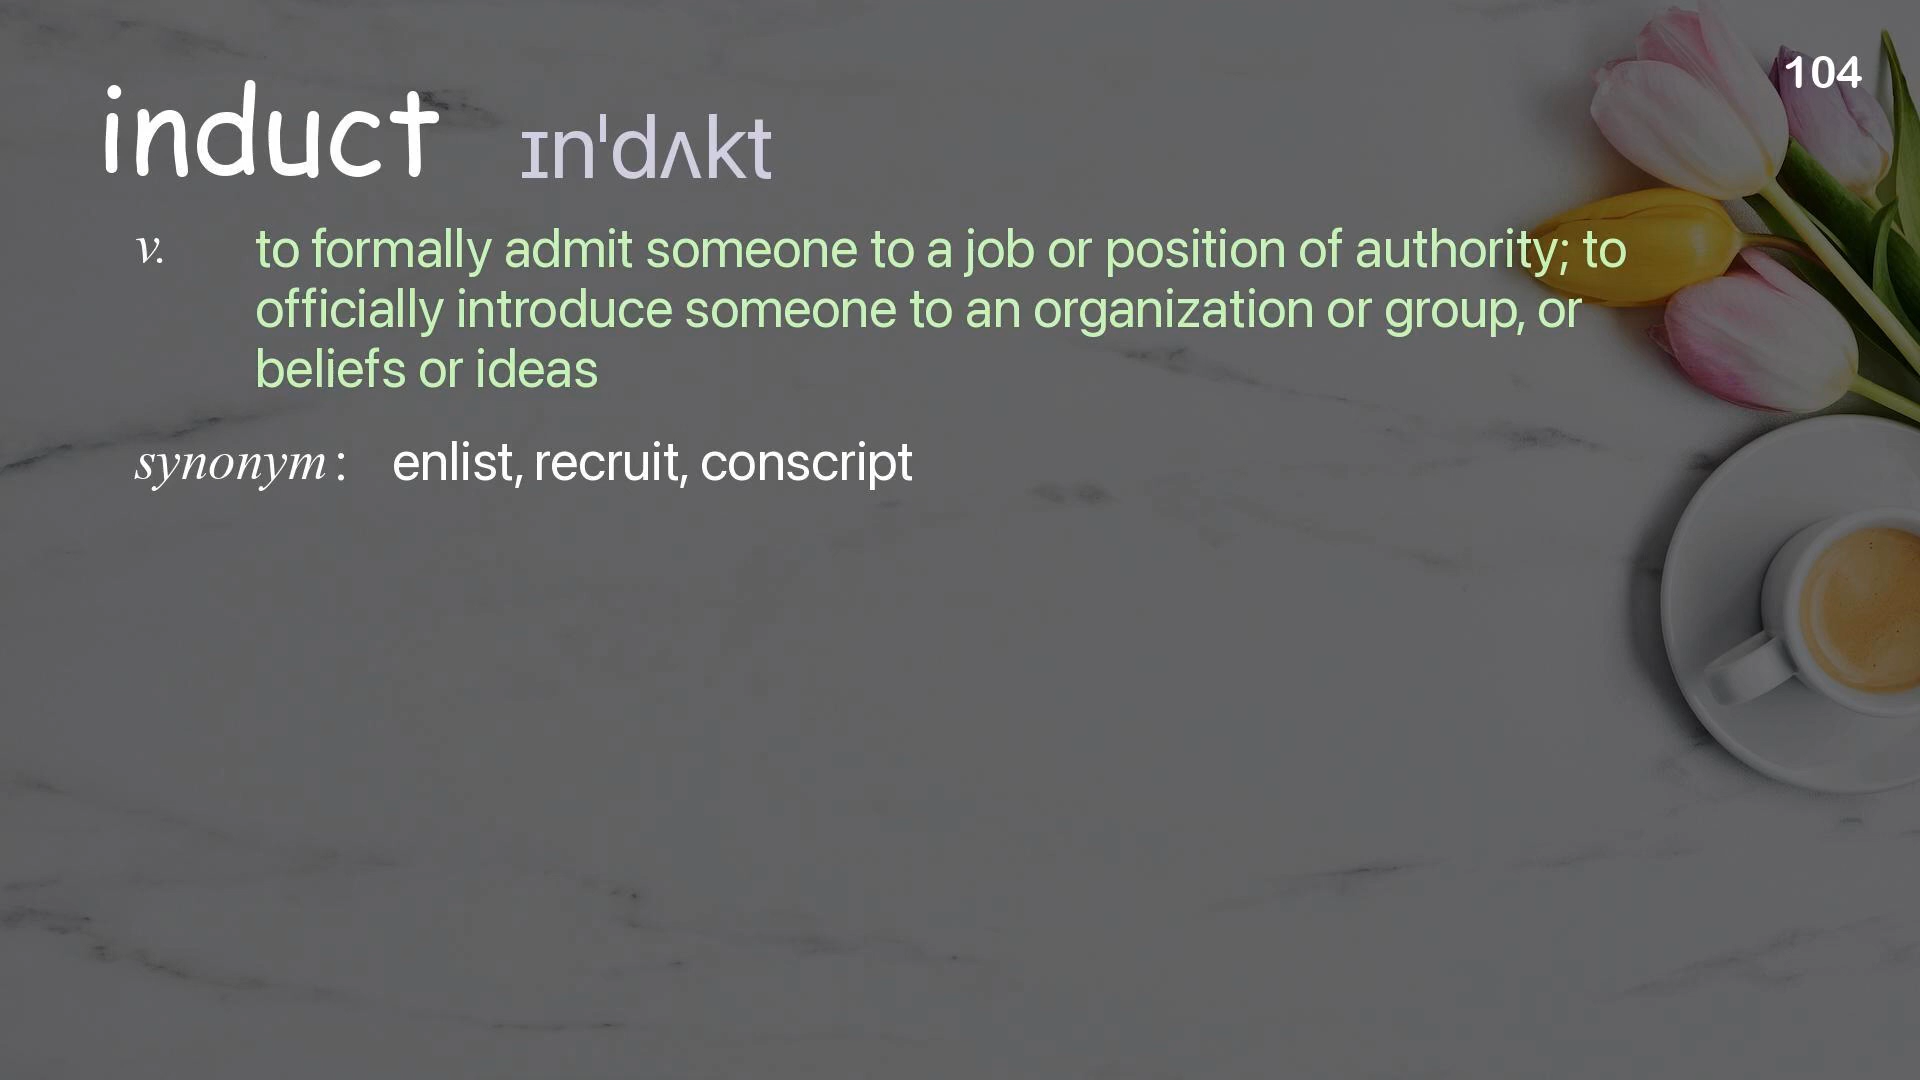 104
induct ɪnˈdʌkt
v. to formally admit someone to a job or position of authority; to
officially introduce someone to an organization or group, or
beliefs or ideas
synonym : enlist, recruit, conscript